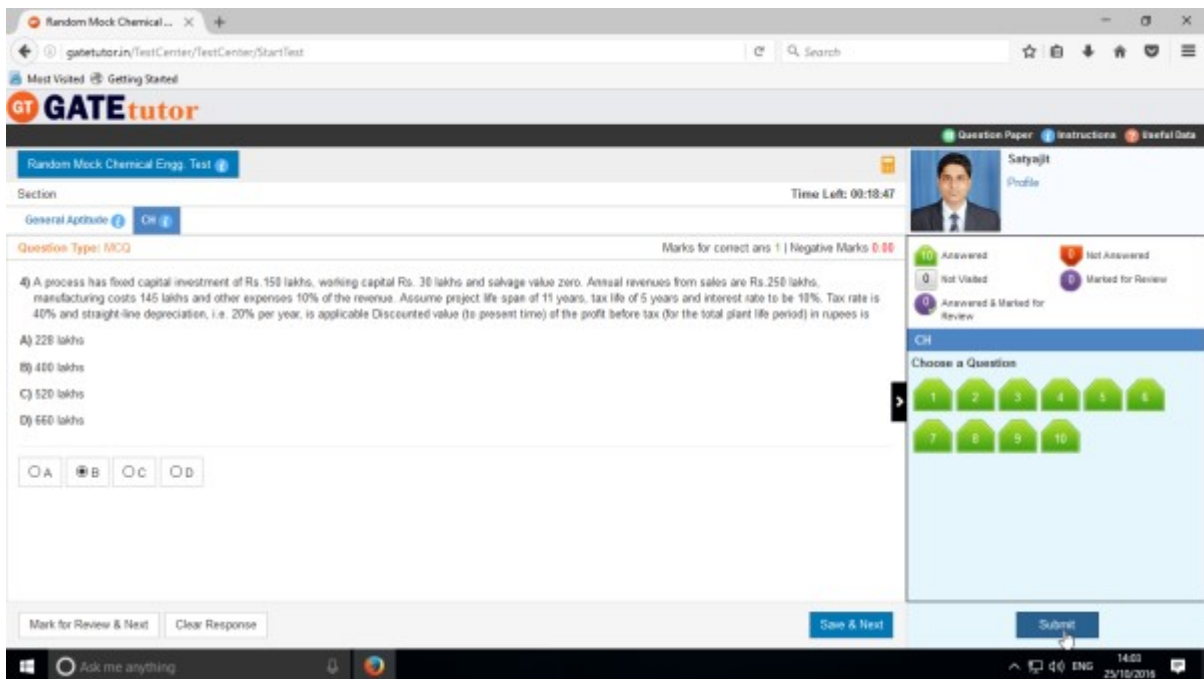 Random Mock Chemical ...
gatetutor.in/TestCenter/TestCenter/StartTest
Search
Most Visited Getting Started
GT GATEtutor
Question Paper Instructions Useful Data
Random Mock Chemical Engg. Test
Satyajit
Profile
Section Time Left: 00:18:47
General Aptitude CH
Question Type: MCQ Marks for correct ans 1 | Negative Marks 0.00
4) A process has fixed capital investment of Rs.150 lakhs, working capital Rs. 30 lakhs and salvage value zero. Annual revenues from sales are Rs.250 lakhs,
manufacturing costs 145 lakhs and other expenses 10% of the revenue. Assume project life span of 11 years, tax life of 5 years and interest rate to be 10%. Tax rate is
40% and straight-line depreciation, i.e. 20% per year, is applicable Discounted value (to present time) of the profit before tax (for the total plant life period) in rupees is
A) 228 lakhs
B) 400 lakhs
C) 520 lakhs
D) 660 lakhs
A B C D
10 Answered 0 Not Answered
0 Not Visited 0 Marked for Review
0 Answered & Marked for
Review
CH
Choose a Question
1 2 3 4 5 6
7 8 9 10
Mark for Review & Next Clear Response Save & Next Submit
Ask me anything
ENG
14:03
25/10/2016